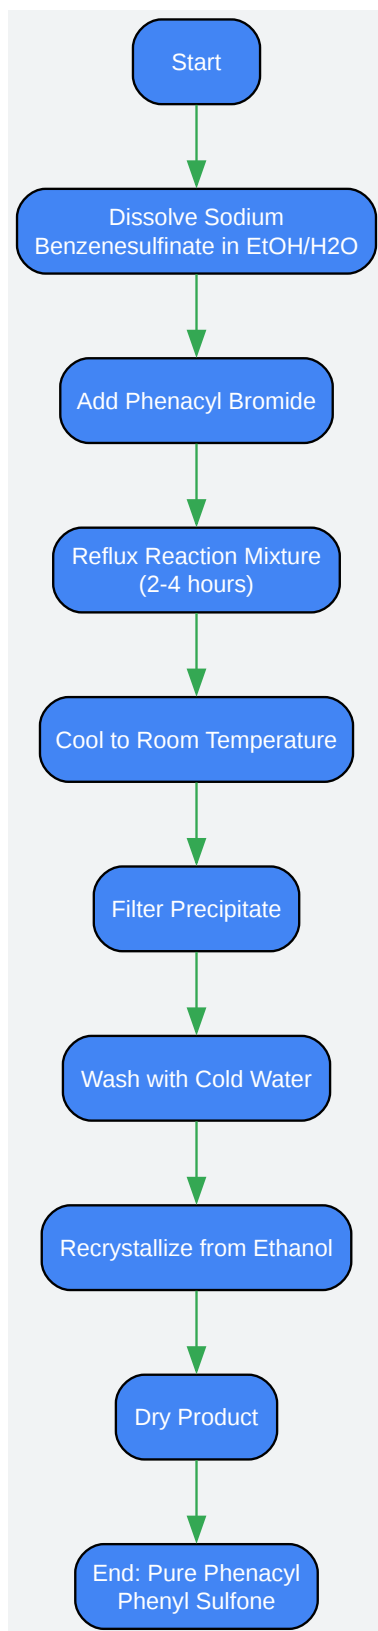 Start
Dissolve Sodium
Benzenesulfinate in EtOH/H2O
Add Phenacyl Bromide
Reflux Reaction Mixture
(2-4 hours)
Cool to Room Temperature
Filter Precipitate
Wash with Cold Water
Recrystallize from Ethanol
Dry Product
End: Pure Phenacyl
Phenyl Sulfone